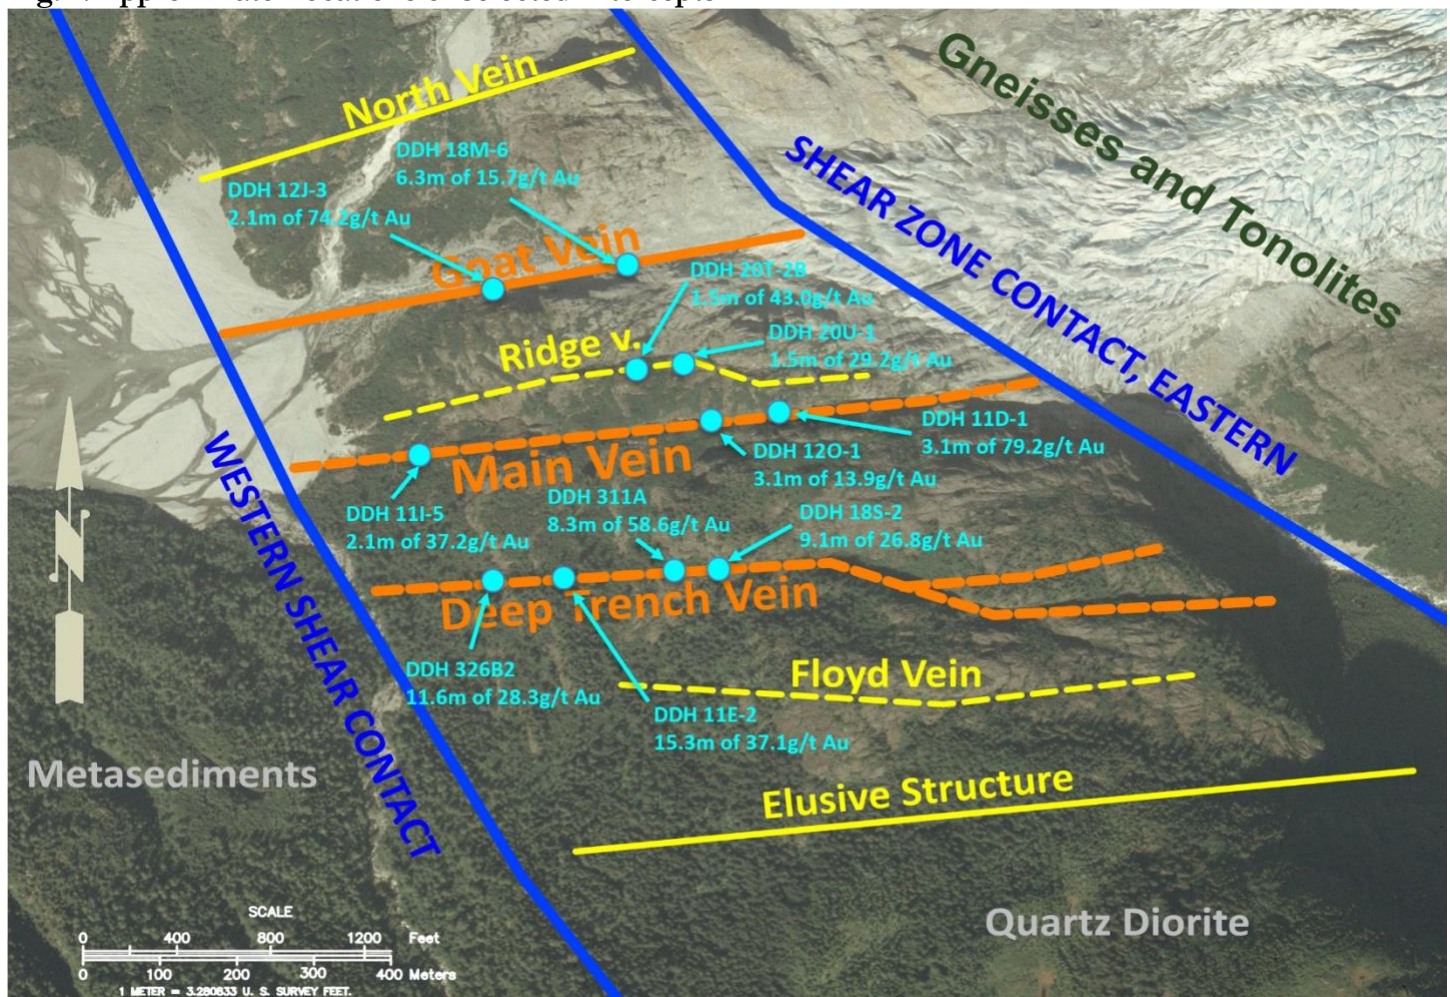 North Vein
DDH 18M-6
6.3m of 15.7g/t Au
DDH 12J-3
2.1m of 74.2g/t Au
Goat Vein
Gneisses and Tonolites
SHEAR ZONE CONTACT, EASTERN
DDH 20T-2B
1.5m of 43.0g/t Au
Ridge v.
DDH 20U-1
1.5m of 29.2g/t Au
DDH 11D-1
3.1m of 79.2g/t Au
Main Vein
DDH 12O-1
3.1m of 13.9g/t Au
DDH 11I-5
2.1m of 37.2g/t Au
DDH 311A
8.3m of 58.6g/t Au
DDH 18S-2
9.1m of 26.8g/t Au
N
WESTERN SHEAR CONTACT
Deep Trench Vein
DDH 326B2
11.6m of 28.3g/t Au
Floyd Vein
DDH 11E-2
15.3m of 37.1g/t Au
Metasediments
Elusive Structure
Quartz Diorite
SCALE
0 400 800 1200 Feet
0 100 200 300 400 Meters
1 METER = 3.280833 U. S. SURVEY FEET.